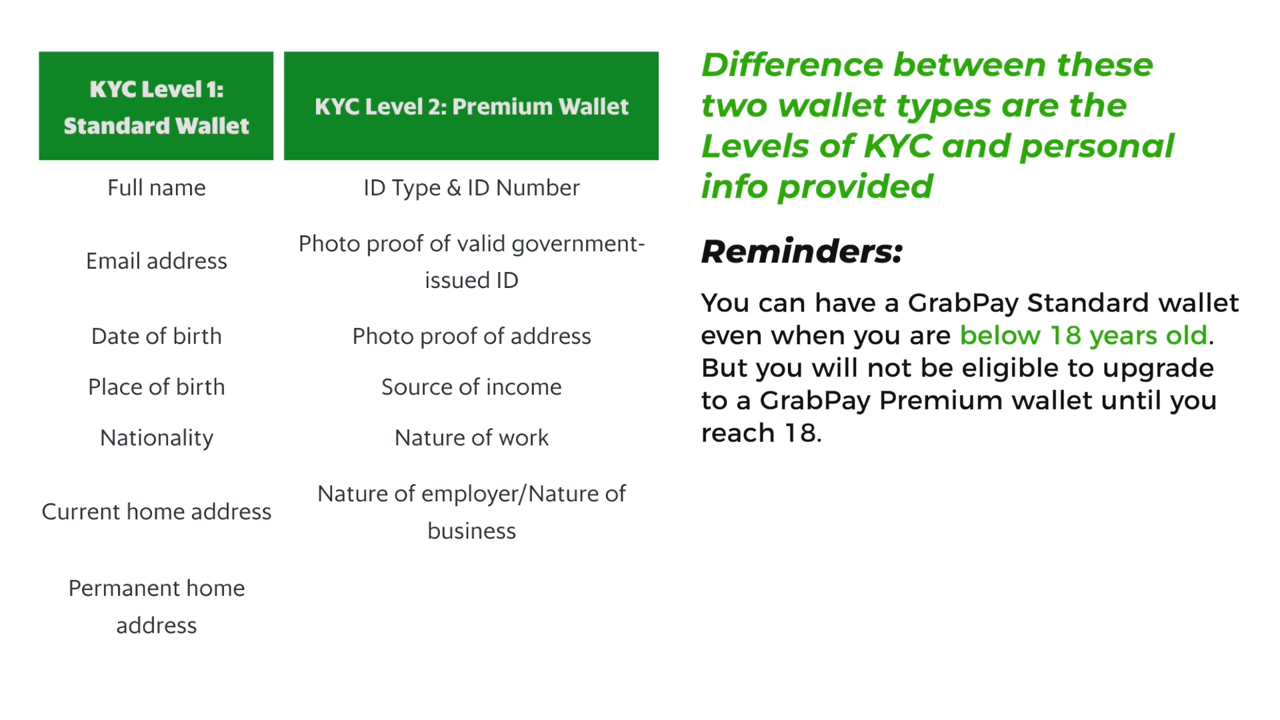 KYC Level 1:
Standard Wallet
KYC Level 2: Premium Wallet
Full name
ID Type & ID Number
Email address
Photo proof of valid government-
issued ID
Date of birth
Photo proof of address
Place of birth
Source of income
Nationality
Nature of work
Current home address
Nature of employer/Nature of
business
Permanent home
address
Difference between these
two wallet types are the
Levels of KYC and personal
info provided
Reminders:
You can have a GrabPay Standard wallet
even when you are below 18 years old.
But you will not be eligible to upgrade
to a GrabPay Premium wallet until you
reach 18.